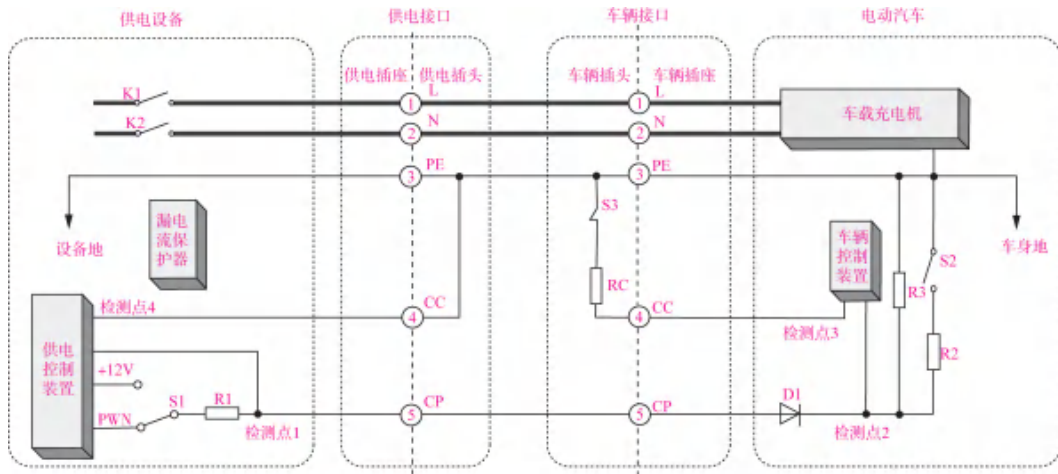 供电设备 供电接口 车辆接口 电动汽车
供电插座 供电插头 车辆插头 车辆插座
K1 1 L 1 L
车载充电机
K2 2 N 2 N
3 PE 3 PE
S3
漏电
流保
护器
设备地
车辆
控制
装置
S2
车身地
RC
R3
检测点4 4 CC 4 CC
检测点3
供电
控制
装置
R2
+12V
S1 R1 D1
PWN 5 CP 5 CP
检测点1 检测点2